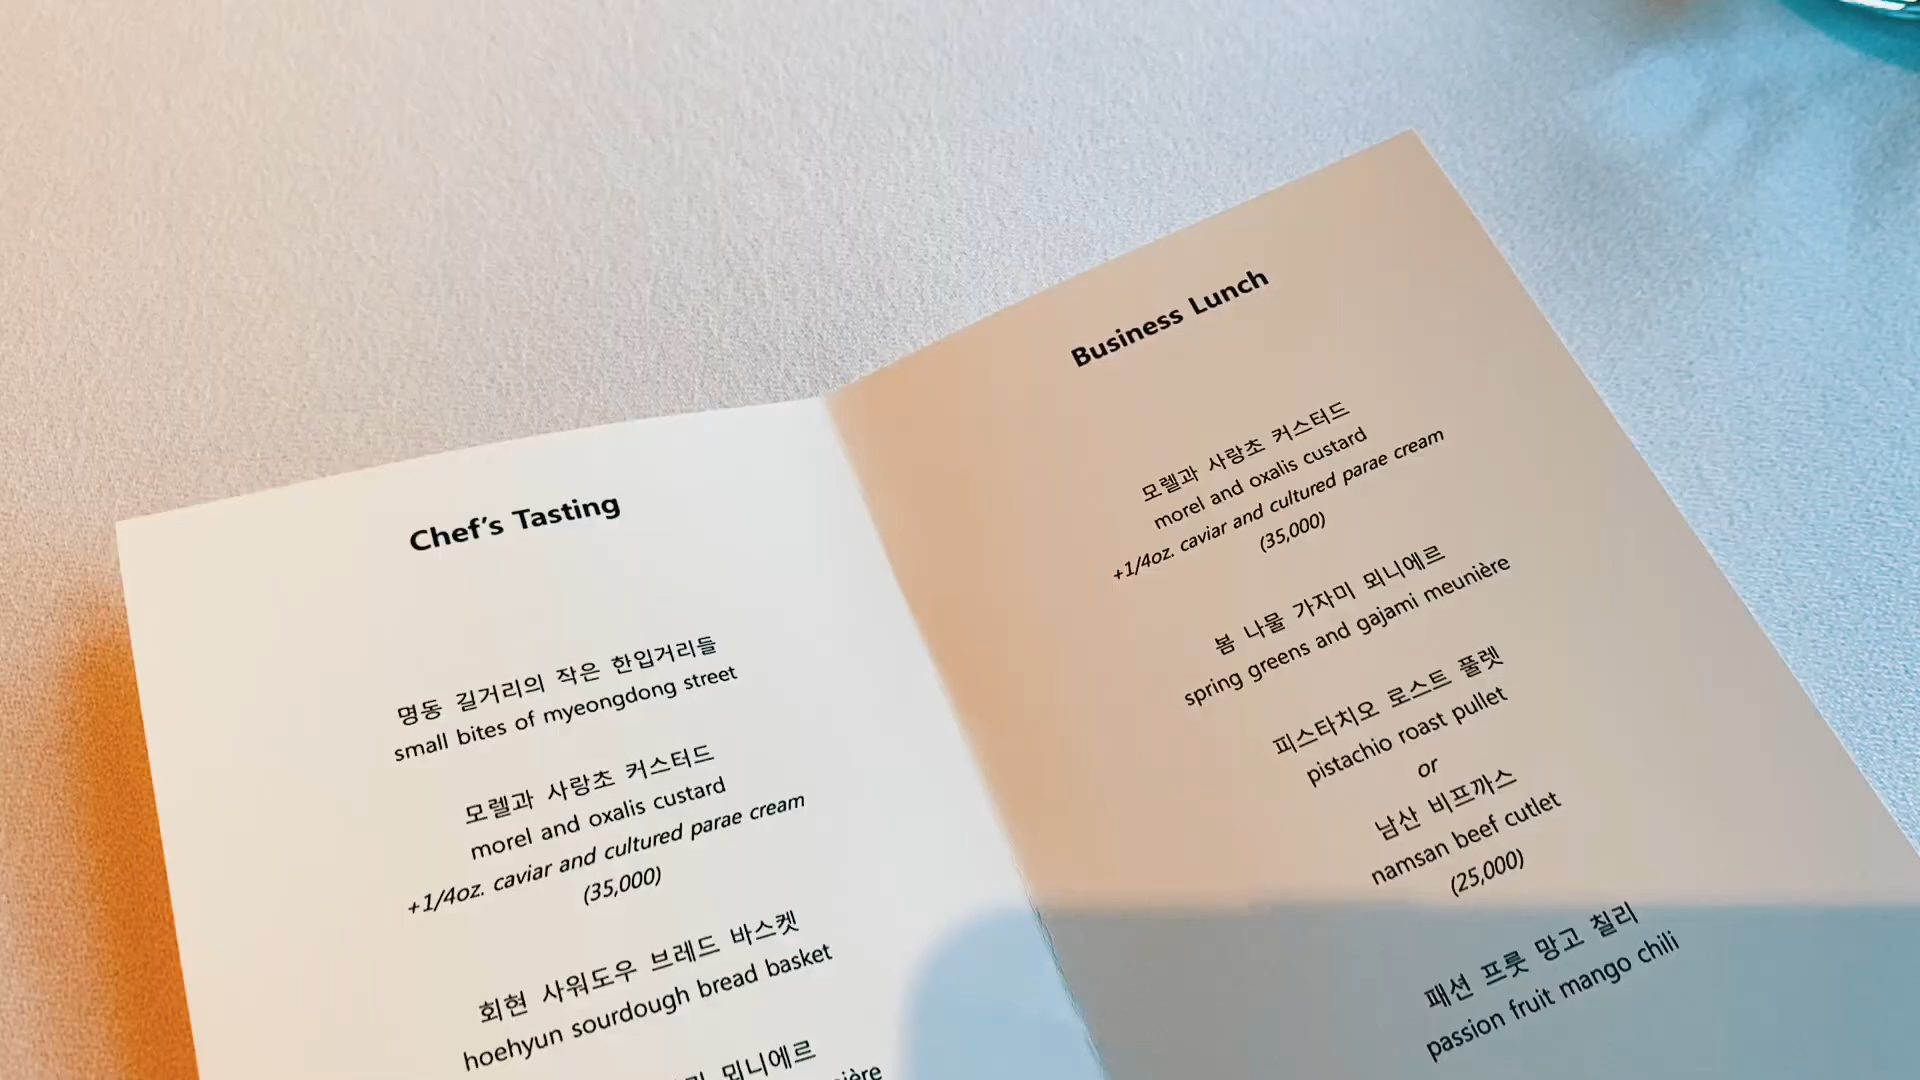 Chef's Tasting
명동 길거리의 작은 한입거리들
small bites of myeongdong street
모렐과 사랑초 커스터드
morel and oxalis custard
+1/4oz. caviar and cultured parae cream
(35,000)
회현 사워도우 브레드 바스켓
hoehyun sourdough bread basket
뫼니에르
Business Lunch
모렐과 사랑초 커스터드
morel and oxalis custard
+1/4oz. caviar and cultured parae cream
(35,000)
봄 나물 가자미 뫼니에르
spring greens and gajami meunière
피스타치오 로스트 풀렛
pistachio roast pullet
or
남산 비프까스
namsan beef cutlet
(25,000)
패션 프룻 망고 칠리
passion fruit mango chili